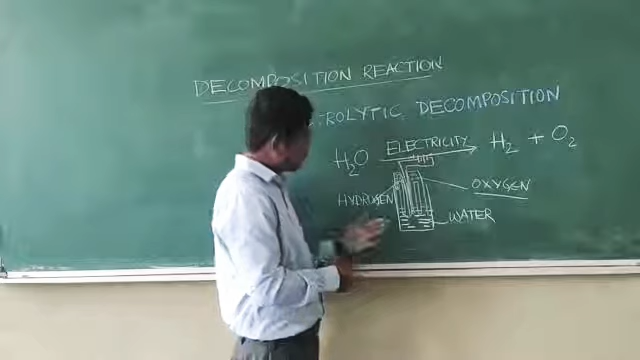 DECOMPOSITION REACTION
ROLYTIC DECOMPOSITION
H2O ELECTRICITY → H2 + O2
HYDROGEN
OXYGEN
WATER